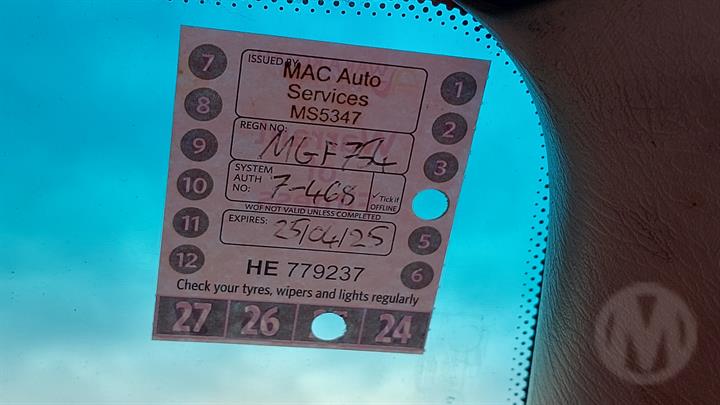 ISSUED BY
MAC Auto
Services
MS5347
REGN NO:
MGF754
SYSTEM
AUTH
NO:
7-468
✓Tick if
OFFLINE
WOF NOT VALID UNLESS COMPLETED
EXPIRES:
25/04/25
HE 779237
Check your tyres, wipers and lights regularly
7
8
9
10
11
12
1
2
3
5
6
27
26
24
M